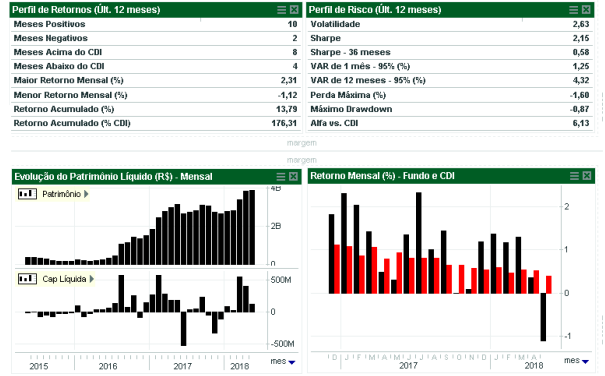 Perfil de Retornos (Últ. 12 meses)
Meses Positivos 10
Meses Negativos 2
Meses Acima do CDI 8
Meses Abaixo do CDI 4
Maior Retorno Mensal (%) 2,31
Menor Retorno Mensal (%) -1,12
Retorno Acumulado (%) 13,79
Retorno Acumulado (% CDI) 176,31
Perfil de Risco (Últ. 12 meses)
Volatilidade 2,63
Sharpe 2,15
Sharpe - 36 meses 0,58
VAR de 1 mês - 95% (%) 1,25
VAR de 12 meses - 95% (%) 4,32
Perda Máxima (%) -1,60
Máximo Drawdown -0,87
Alfa vs. CDI 6,13
margem
margem
Evolução do Patrimônio Líquido (R$) - Mensal
Patrimônio
4B
2B
0
Cap Líquida
500M
0
-500M
2015 2016 2017 2018
mes
Retorno Mensal (%) - Fundo e CDI
2
1
0
-1
D J F M A M J J A S O N D J F M A
2017 2018
mes